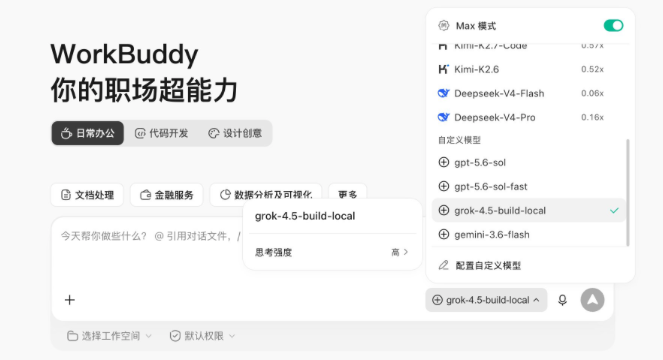 WorkBuddy
你的职场超能力
日常办公
代码开发
设计创意
文档处理
金融服务
数据分析及可视化
更多
今天帮你做些什么？ @ 引用对话文件，/
grok-4.5-build-local
思考强度
高
Max 模式
Kimi-K2.7-Code 0.57x
Kimi-K2.6 0.52x
Deepseek-V4-Flash 0.06x
Deepseek-V4-Pro 0.16x
自定义模型
gpt-5.6-sol
gpt-5.6-sol-fast
grok-4.5-build-local
gemini-3.6-flash
配置自定义模型
grok-4.5-build-local
选择工作空间
默认权限